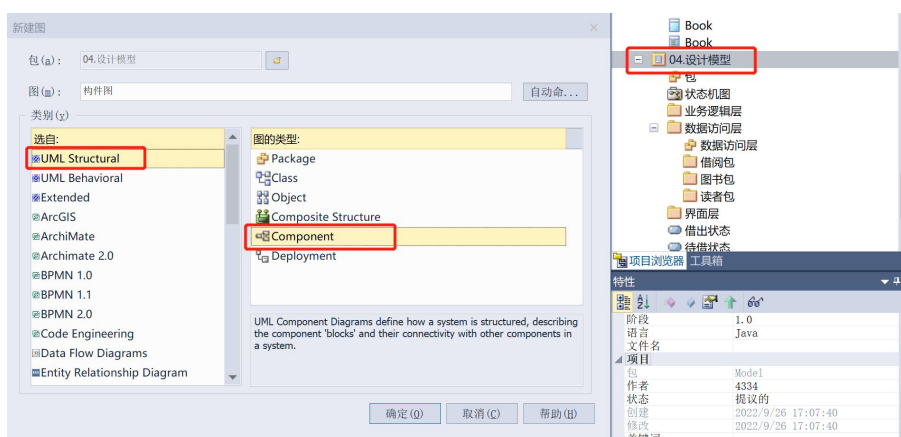 新建图
包(a):
04.设计模型
图(m):
构件图
自动命...
类别(y)
选自:
UML Structural
UML Behavioral
Extended
ArcGIS
ArchiMate
Archimate 2.0
BPMN 1.0
BPMN 1.1
BPMN 2.0
Code Engineering
Data Flow Diagrams
Entity Relationship Diagram
图的类型:
Package
Class
Object
Composite Structure
Component
Deployment
UML Component Diagrams define how a system is structured, describing
the component 'blocks' and their connectivity with other components in
a system.
确定(O)
取消(C)
帮助(H)
Book
Book
04.设计模型
包
状态机图
业务逻辑层
数据访问层
数据访问层
借阅包
图书包
读者包
界面层
借出状态
待借状态
项目浏览器
工具箱
特性
阶段
1.0
语言
Java
文件名
项目
包
Model
作者
4334
状态
提议的
创建
2022/9/26 17:07:40
修改
2022/9/26 17:07:40